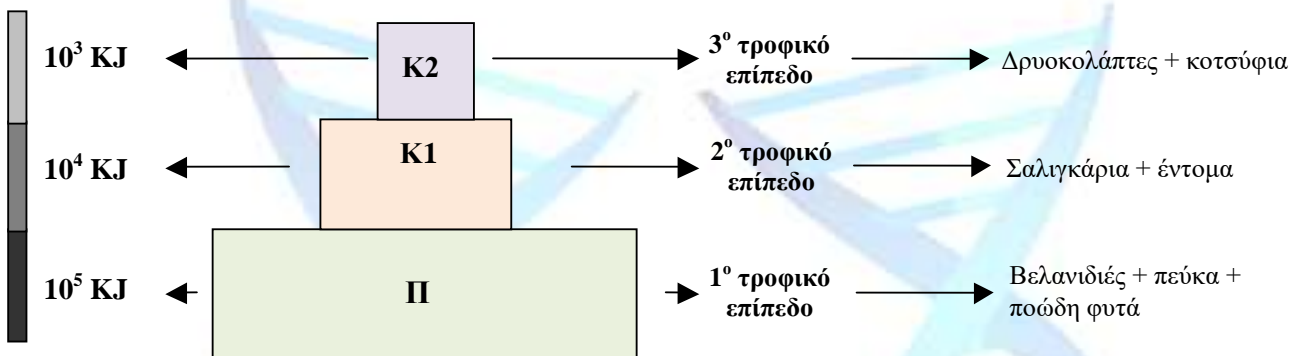 10³ KJ
K2
3º τροφικό
επίπεδο
Δρυοκολάπτες + κοτσύφια
10⁴ KJ
K1
2º τροφικό
επίπεδο
Σαλιγκάρια + έντομα
10⁵ KJ
Π
1º τροφικό
επίπεδο
Βελανιδιές + πεύκα +
ποώδη φυτά